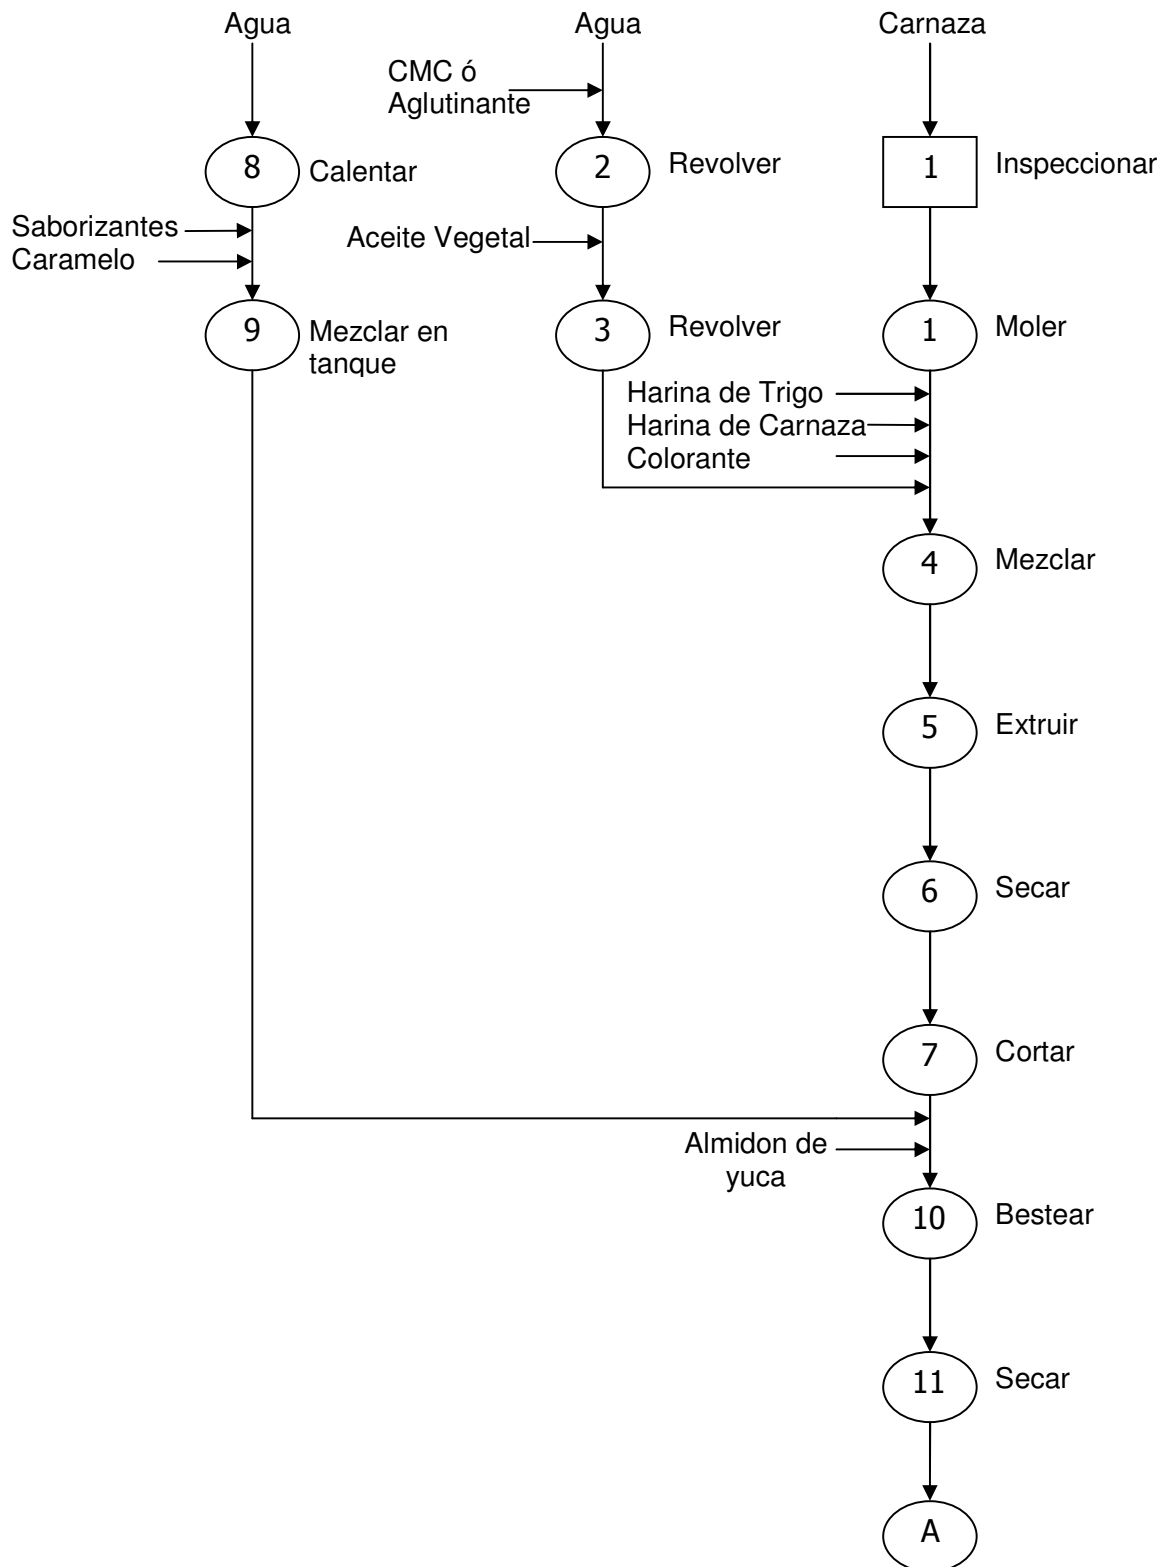 Agua
Agua
Carnaza
CMC ó
Aglutinante
8
Calentar
2
Revolver
1
Inspeccionar
Saborizantes
Caramelo
Aceite Vegetal
9
Mezclar en
tanque
3
Revolver
1
Moler
Harina de Trigo
Harina de Carnaza
Colorante
4
Mezclar
5
Extruir
6
Secar
7
Cortar
Almidon de
yuca
10
Bestear
11
Secar
A